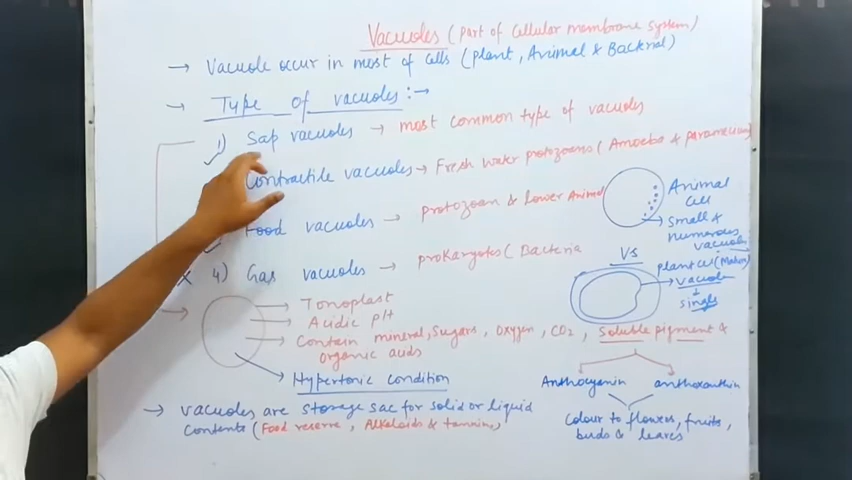 Vacuoles (Part of Cellular membrane system)
→ Vacuole occur in most of cells (Plant, Animal & Backrial)
→ Type of vacuoles :→
1) Sap vacuoles → most common type of vacuoles
Contractile vacuoles → Fresh water protozoans (Amoeba & paramecium)
Food vacuoles → protozoan & lower Animal
x 4) Gas vacuoles → proKaryotes ( Bacteria
Animal cell
→ Small &
numerous
vacuole
VS
plant cell (Mature)
→ vacuole
↓
single
→ Tonoplast
→ Acidic pH
→ Contain mineral, Sugars, oxygen, CO2, Soluble pigment &
organic acids
→ Hypertonic condition
Anthocyanin anthoxanthin
Colour to flowers, fruits,
buds & leaves
→ vacuoles are storage sac for solid or liquid
contents (Food reserve, Alkaloids & tannins)